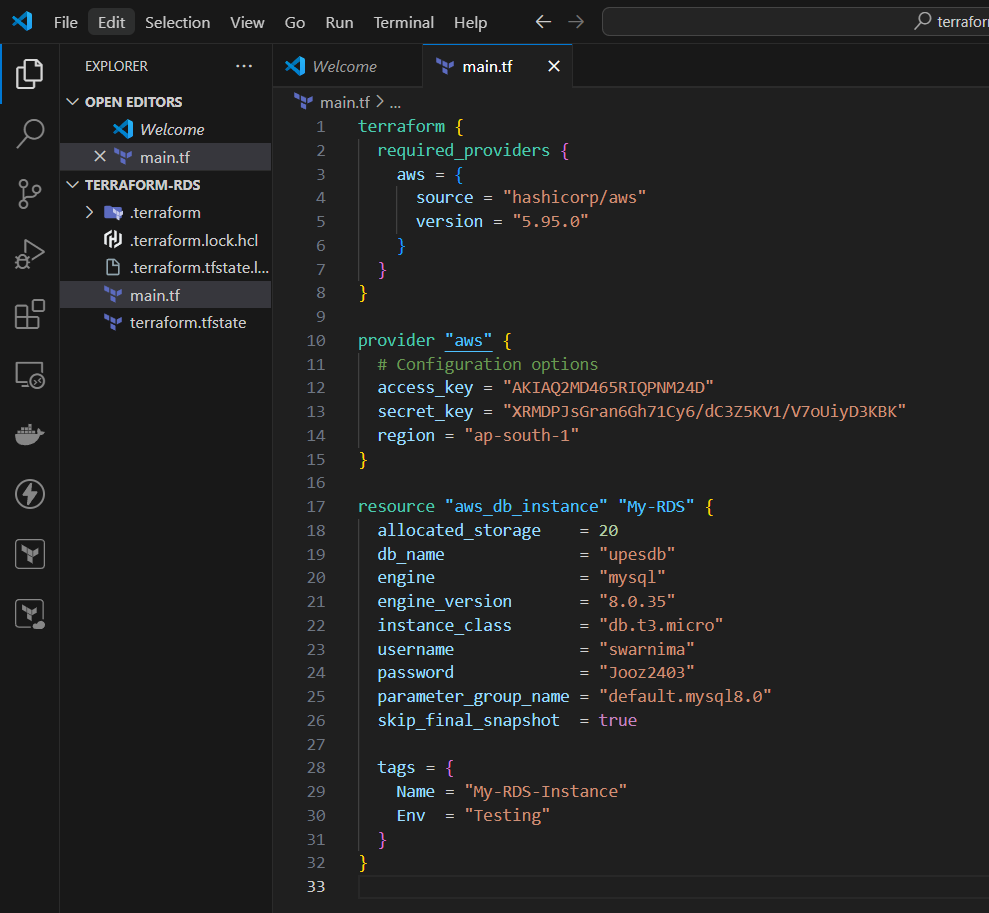 File Edit Selection View Go Run Terminal Help
terrafor
EXPLORER ...
Welcome
main.tf
OPEN EDITORS
Welcome
main.tf
TERRAFORM-RDS
.terraform
.terraform.lock.hcl
.terraform.tfstate.l...
main.tf
terraform.tfstate
main.tf > ...
1 terraform {
2 required_providers {
3 aws = {
4 source = "hashicorp/aws"
5 version = "5.95.0"
6 }
7 }
8 }
9
10 provider "aws" {
11 # Configuration options
12 access_key = "AKIAQ2MD465RIQPNM24D"
13 secret_key = "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"
14 region = "ap-south-1"
15 }
16
17 resource "aws_db_instance" "My-RDS" {
18 allocated_storage = 20
19 db_name = "upesdb"
20 engine = "mysql"
21 engine_version = "8.0.35"
22 instance_class = "db.t3.micro"
23 username = "swarnima"
24 password = "Jooz2403"
25 parameter_group_name = "default.mysql8.0"
26 skip_final_snapshot = true
27
28 tags = {
29 Name = "My-RDS-Instance"
30 Env = "Testing"
31 }
32 }
33